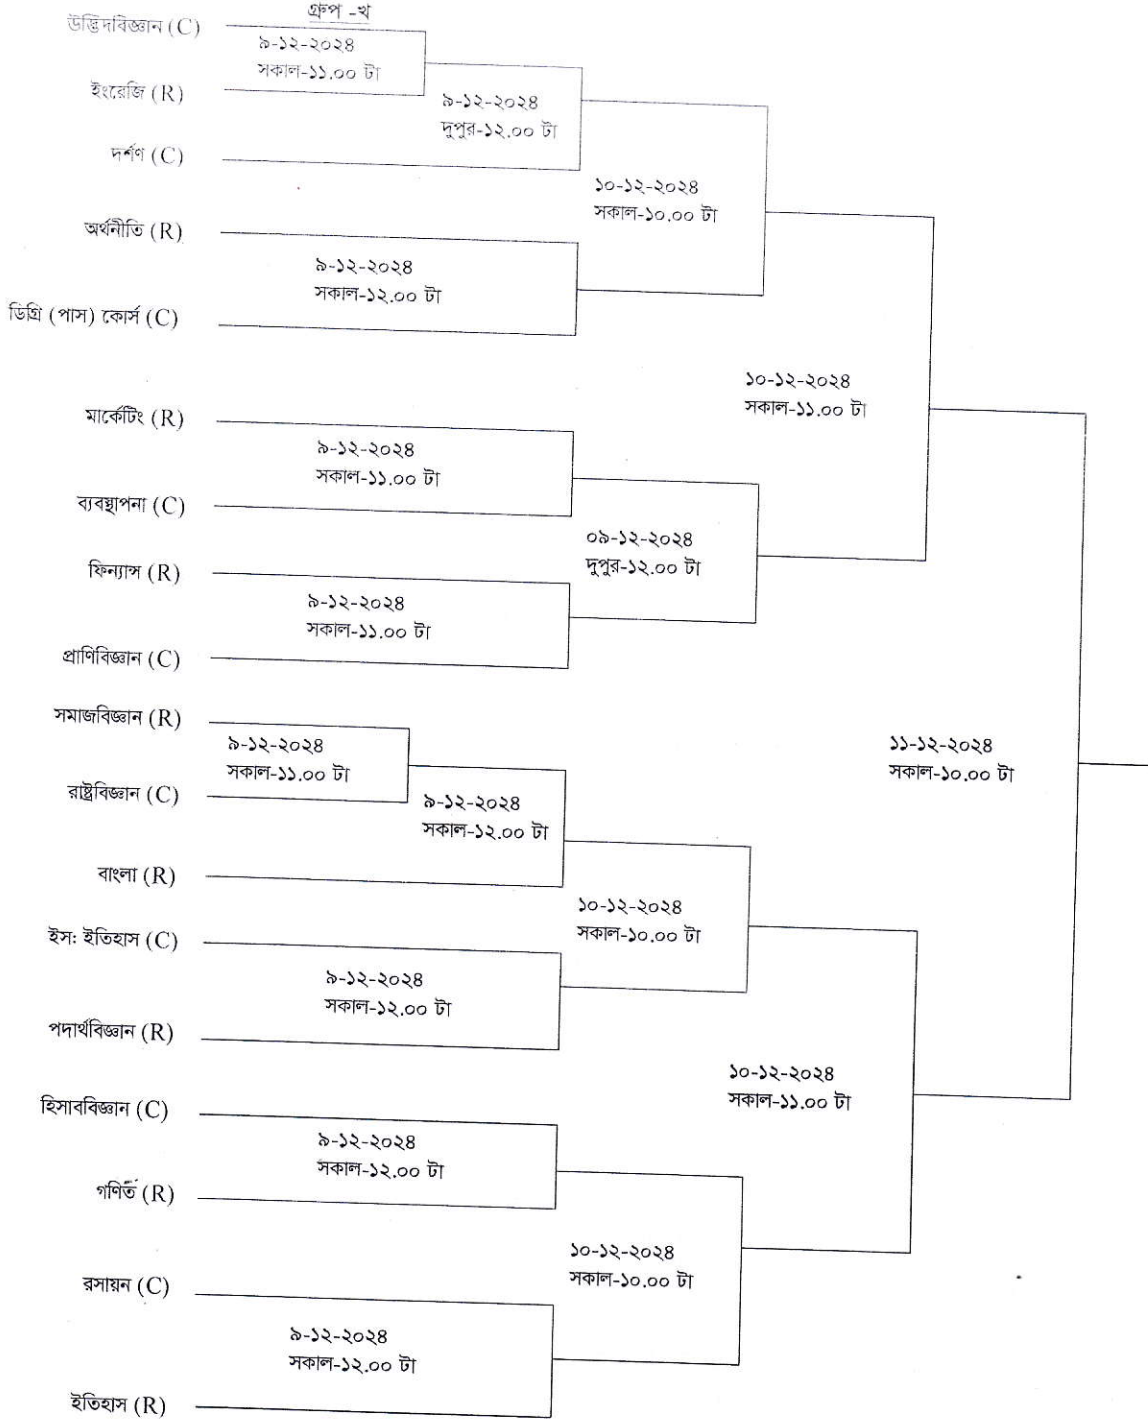 গ্রুপ -খ
উদ্ভিদবিজ্ঞান (C)
৯-১২-২০২৪
সকাল-১১.০০ টা
ইংরেজি (R)
৯-১২-২০২৪
দুপুর-১২.০০ টা
দর্শণ (C)
১০-১২-২০২৪
সকাল-১০.০০ টা
অর্থনীতি (R)
৯-১২-২০২৪
সকাল-১২.০০ টা
ডিগ্রি (পাস) কোর্স (C)
১০-১২-২০২৪
সকাল-১১.০০ টা
মার্কেটিং (R)
৯-১২-২০২৪
সকাল-১১.০০ টা
ব্যবস্থাপনা (C)
০৯-১২-২০২৪
দুপুর-১২.০০ টা
ফিন্যান্স (R)
৯-১২-২০২৪
সকাল-১১.০০ টা
প্রাণিবিজ্ঞান (C)
সমাজবিজ্ঞান (R)
৯-১২-২০২৪
সকাল-১১.০০ টা
১১-১২-২০২৪
সকাল-১০.০০ টা
রাষ্ট্রবিজ্ঞান (C)
৯-১২-২০২৪
সকাল-১২.০০ টা
বাংলা (R)
১০-১২-২০২৪
সকাল-১০.০০ টা
ইস: ইতিহাস (C)
৯-১২-২০২৪
সকাল-১২.০০ টা
পদার্থবিজ্ঞান (R)
১০-১২-২০২৪
সকাল-১১.০০ টা
হিসাববিজ্ঞান (C)
৯-১২-২০২৪
সকাল-১২.০০ টা
গণিত (R)
১০-১২-২০২৪
সকাল-১০.০০ টা
রসায়ন (C)
৯-১২-২০২৪
সকাল-১২.০০ টা
ইতিহাস (R)